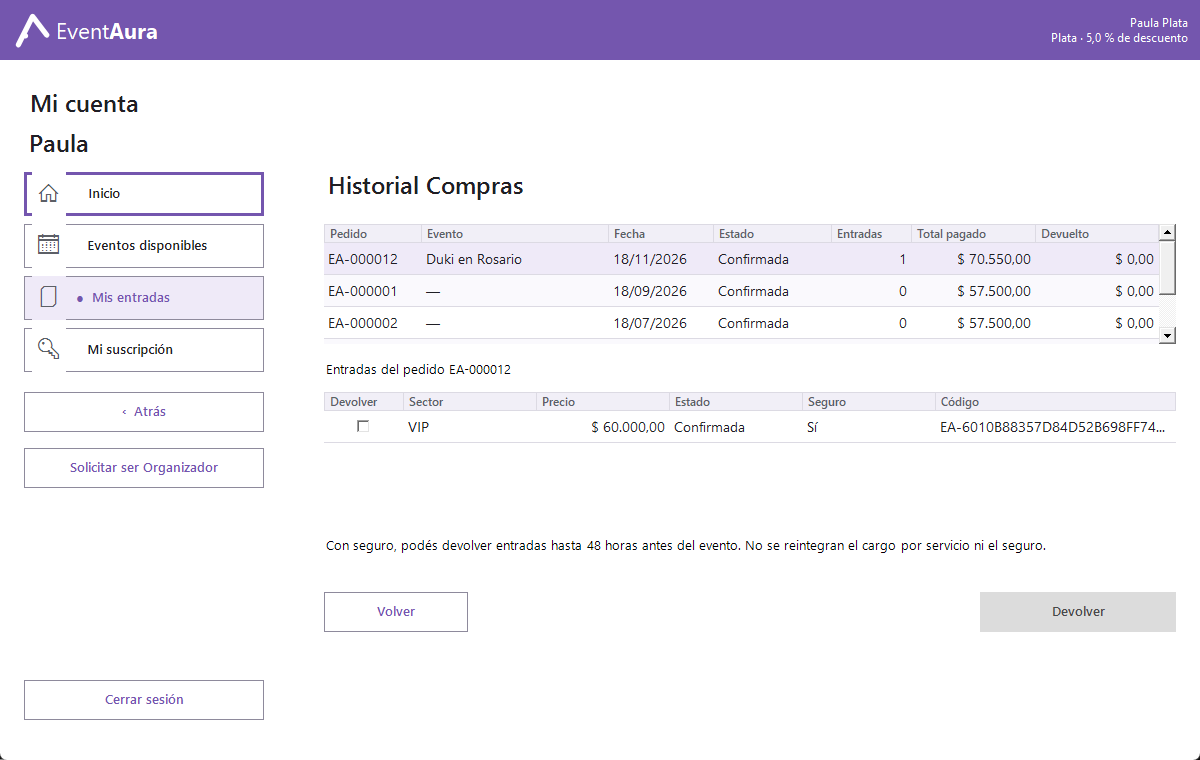 EventAura
Paula Plata
Plata · 5,0 % de descuento
Mi cuenta
Paula
Inicio
Eventos disponibles
• Mis entradas
Mi suscripción
‹ Atrás
Solicitar ser Organizador
Cerrar sesión
Historial Compras
Pedido Evento Fecha Estado Entradas Total pagado Devuelto
EA-000012 Duki en Rosario 18/11/2026 Confirmada 1 $ 70.550,00 $ 0,00
EA-000001 — 18/09/2026 Confirmada 0 $ 57.500,00 $ 0,00
EA-000002 — 18/07/2026 Confirmada 0 $ 57.500,00 $ 0,00
Entradas del pedido EA-000012
Devolver Sector Precio Estado Seguro Código
VIP $ 60.000,00 Confirmada Sí EA-6010B88357D84D52B698FF74...
Con seguro, podés devolver entradas hasta 48 horas antes del evento. No se reintegran el cargo por servicio ni el seguro.
Volver
Devolver